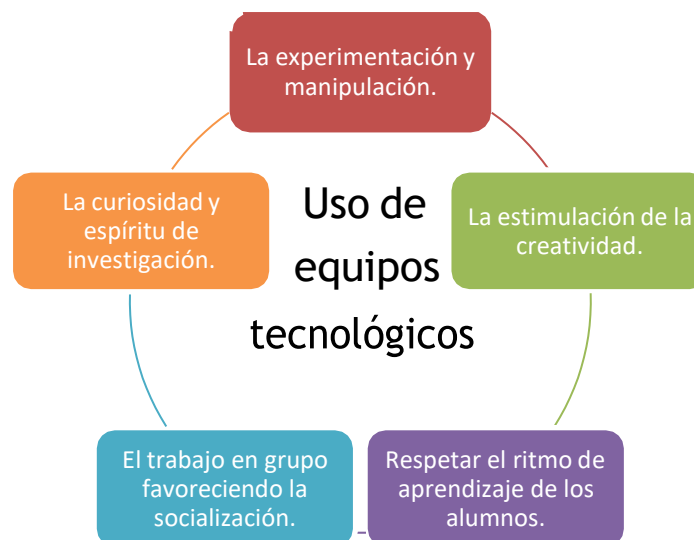 La experimentación y
manipulación.
La curiosidad y
espíritu de
investigación.
Uso de
equipos
tecnológicos
La estimulación de la
creatividad.
El trabajo en grupo
favoreciendo la
socialización.
Respetar el ritmo de
aprendizaje de los
alumnos.